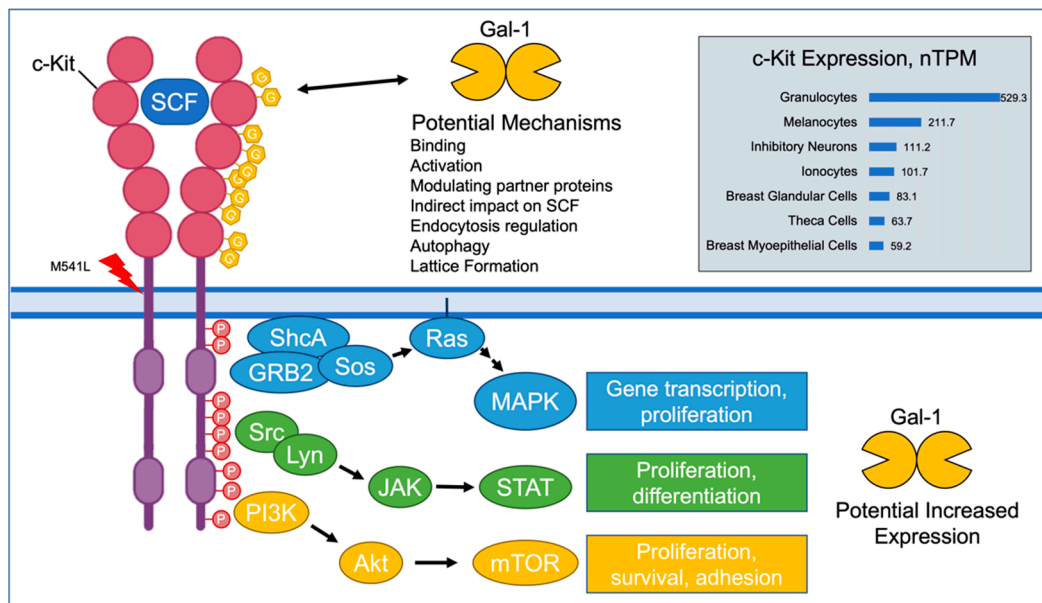 c-Kit
SCF
G
G
G
G
G
G
G
G
G
G
M541L
Gal-1
Potential Mechanisms
Binding
Activation
Modulating partner proteins
Indirect impact on SCF
Endocytosis regulation
Autophagy
Lattice Formation
c-Kit Expression, nTPM
Granulocytes 529.3
Melanocytes 211.7
Inhibitory Neurons 111.2
Ionocytes 101.7
Breast Glandular Cells 83.1
Theca Cells 63.7
Breast Myoepithelial Cells 59.2
P
P
P
P
P
P
P
P
P
ShcA
GRB2
Sos
Ras
MAPK
Gene transcription,
proliferation
Src
Lyn
JAK
STAT
Proliferation,
differentiation
PI3K
Akt
mTOR
Proliferation,
survival, adhesion
Gal-1
Potential Increased
Expression